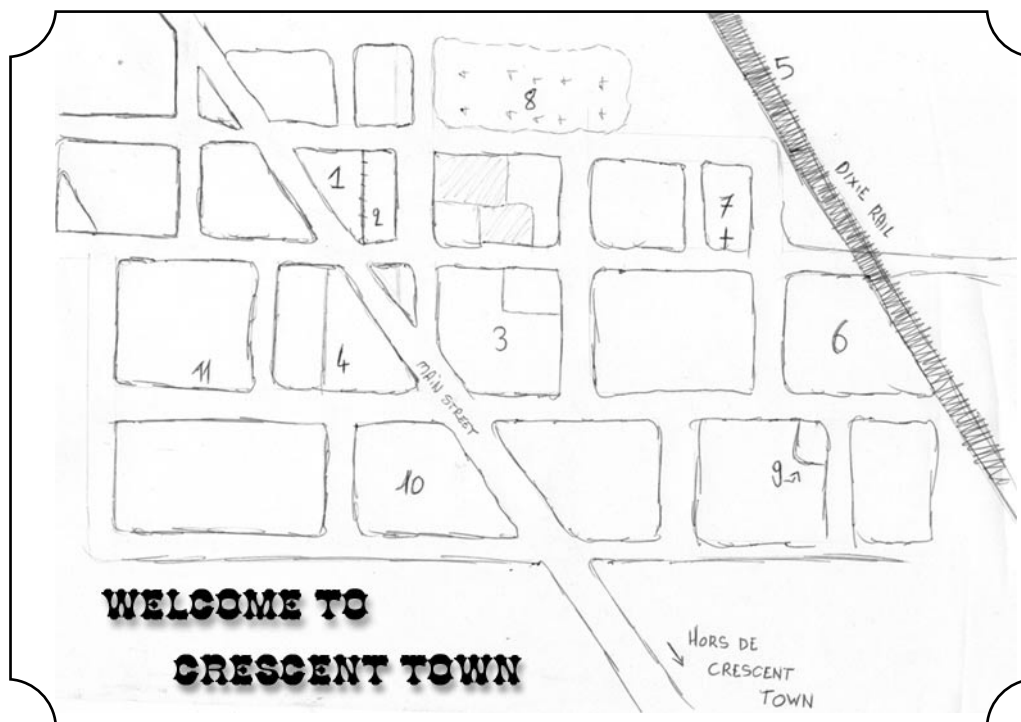 5
8
DIXIE RAIL
1
2
7
3
6
4
11
MAIN STREET
10
9
WELCOME TO
CRESCENT TOWN
HORS DE
CRESCENT
TOWN